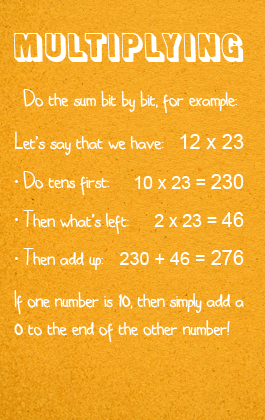 MULTIPLYING
Do the sum bit by bit, for example:
Let's say that we have: 12 x 23
• Do tens first: 10 x 23 = 230
• Then what's left: 2 x 23 = 46
• Then add up: 230 + 46 = 276
If one number is 10, then simply add a
0 to the end of the other number!